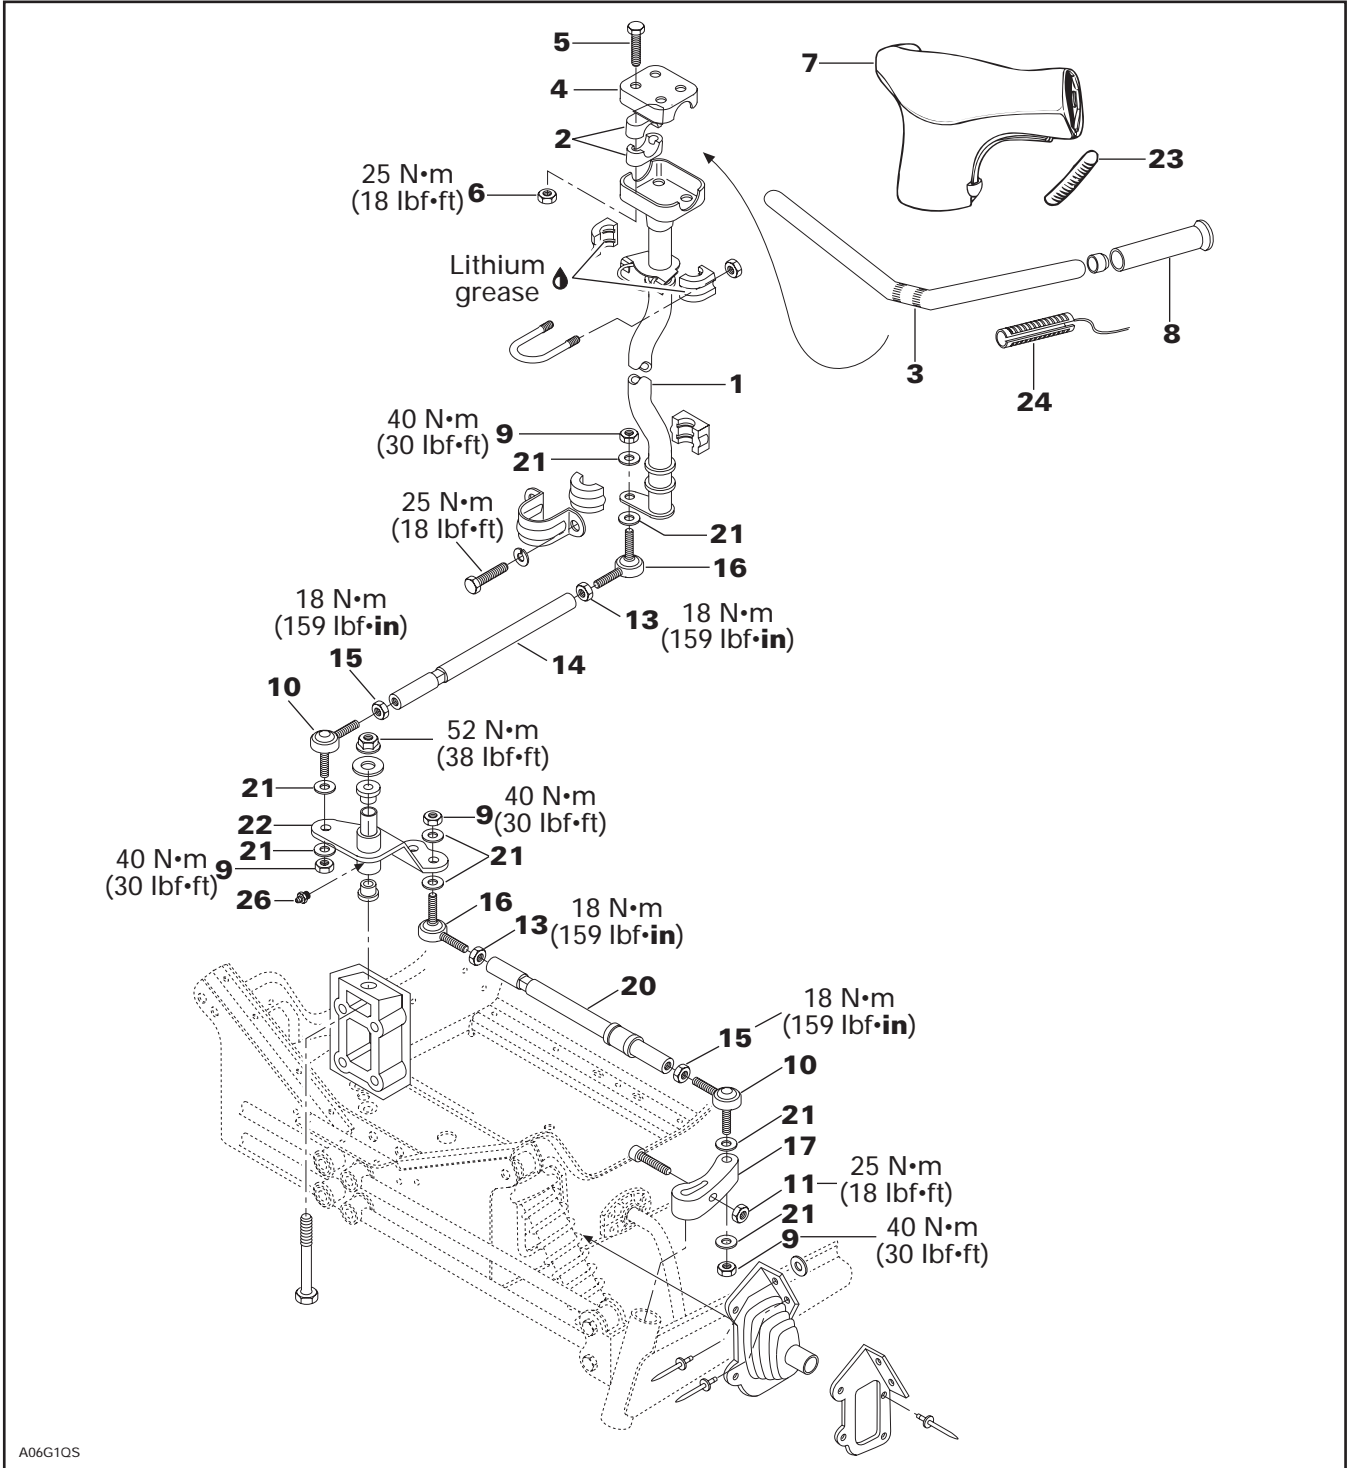 5
4
2
25 N•m
(18 lbf•ft) 6
Lithium
grease
7
23
8
3
24
1
40 N•m
(30 lbf•ft) 9
21
25 N•m
(18 lbf•ft)
21
16
18 N•m
(159 lbf•in)
13
18 N•m
(159 lbf•in)
15
14
10
52 N•m
(38 lbf•ft)
21
40 N•m
9 (30 lbf•ft)
22
21
21
40 N•m
(30 lbf•ft) 9
26
16
18 N•m
13 (159 lbf•in)
20
18 N•m
(159 lbf•in)
15
10
21
17
25 N•m
11 (18 lbf•ft)
21
40 N•m
9 (30 lbf•ft)
A06G1QS